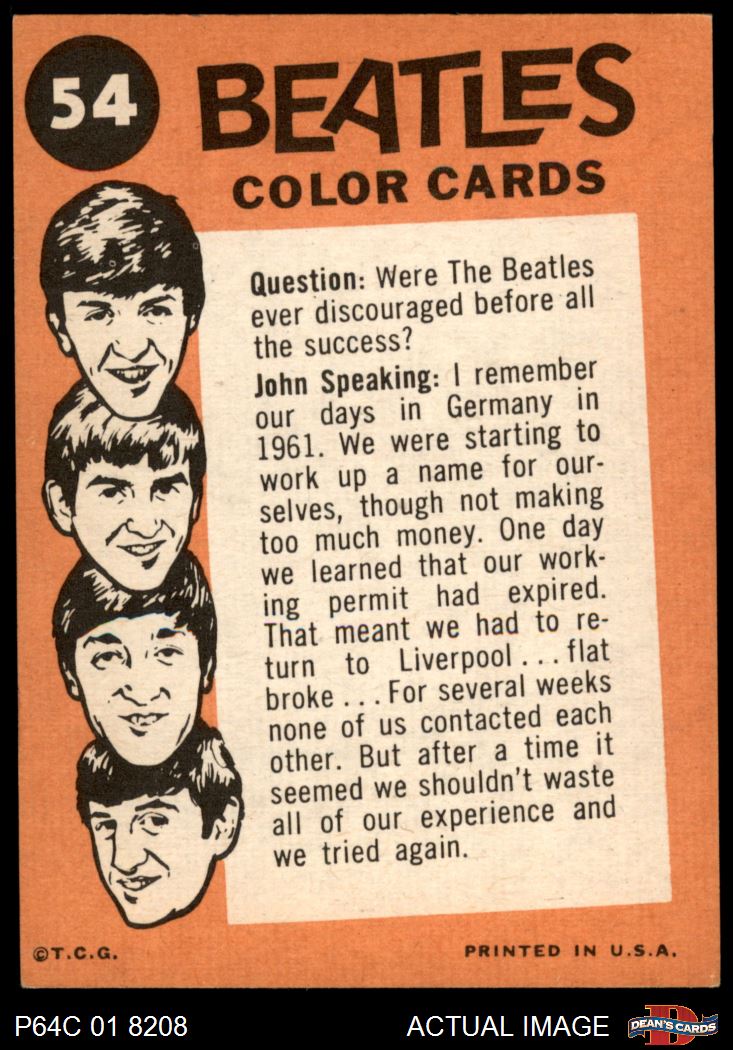 54
BEATLES
COLOR CARDS
Question: Were The Beatles
ever discouraged before all
the success?
John Speaking: I remember
our days in Germany in
1961. We were starting to
work up a name for our-
selves, though not making
too much money. One day
we learned that our work-
ing permit had expired.
That meant we had to re-
turn to Liverpool ... flat
broke ... For several weeks
none of us contacted each
other. But after a time it
seemed we shouldn't waste
all of our experience and
we tried again.
©T.C.G.
PRINTED IN U.S.A.
P64C 01 8208
ACTUAL IMAGE
D
DEAN'S CARDS